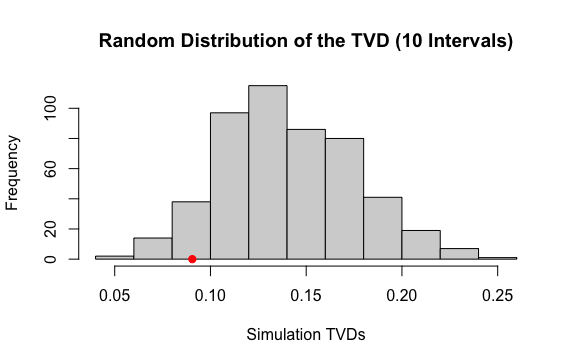 Random Distribution of the TVD (10 Intervals)
Frequency
100
60
20
0
0.05 0.10 0.15 0.20 0.25
Simulation TVDs